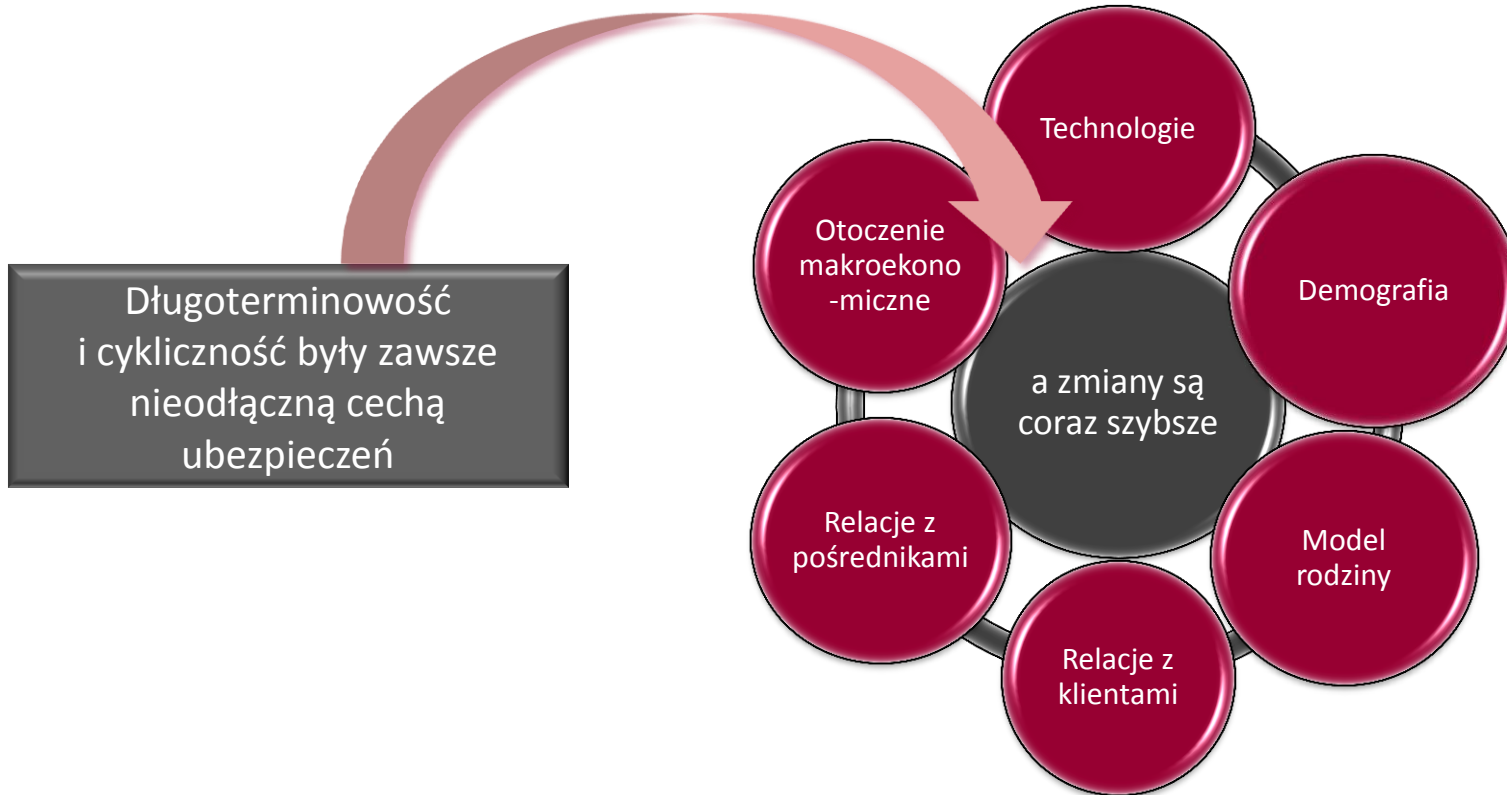 Długoterminowość
i cykliczność były zawsze
nieodłączną cechą
ubezpieczeń
a zmiany są
coraz szybsze
Technologie
Demografia
Model
rodziny
Relacje z
klientami
Relacje z
pośrednikami
Otoczenie
makroekono
-miczne